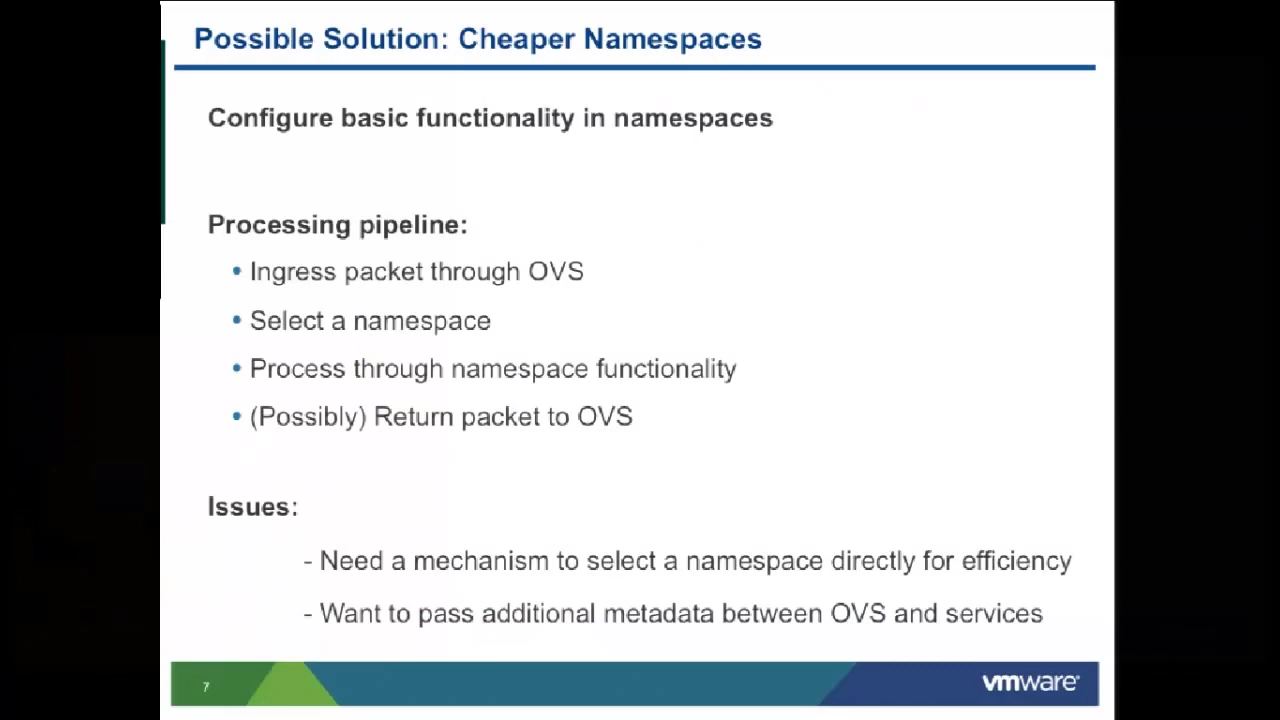 Possible Solution: Cheaper Namespaces
Configure basic functionality in namespaces
Processing pipeline:
• Ingress packet through OVS
• Select a namespace
• Process through namespace functionality
• (Possibly) Return packet to OVS
Issues:
- Need a mechanism to select a namespace directly for efficiency
- Want to pass additional metadata between OVS and services
7
vmware®